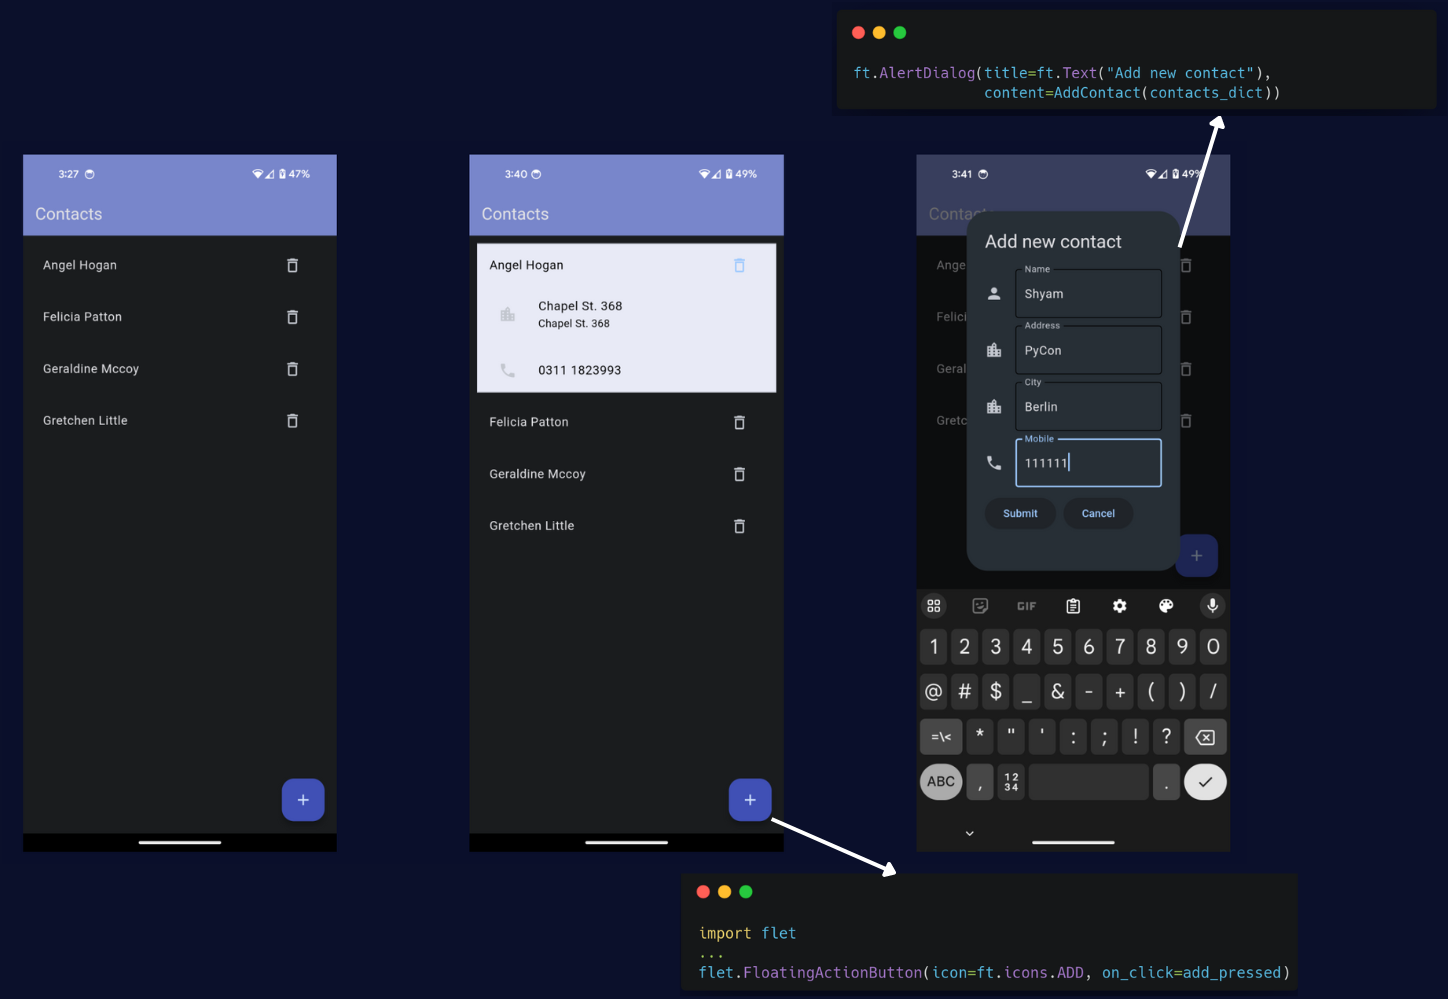 ft.AlertDialog(title=ft.Text("Add new contact"),
content=AddContact(contacts_dict))
3:27
47%
Contacts
Angel Hogan
Felicia Patton
Geraldine Mccoy
Gretchen Little
+
3:40
49%
Contacts
Angel Hogan
Chapel St. 368
Chapel St. 368
0311 1823993
Felicia Patton
Geraldine Mccoy
Gretchen Little
+
3:41
49%
Contac
Ange
Felici
Geral
Gretc
Add new contact
Name
Shyam
Address
PyCon
City
Berlin
Mobile
111111
Submit
Cancel
+
GIF
1 2 3 4 5 6 7 8 9 0
@ # $ _ & - + ( ) /
=\< * " ' : ; ! ?
ABC , 12 .
34
import flet
...
flet.FloatingActionButton(icon=ft.icons.ADD, on_click=add_pressed)